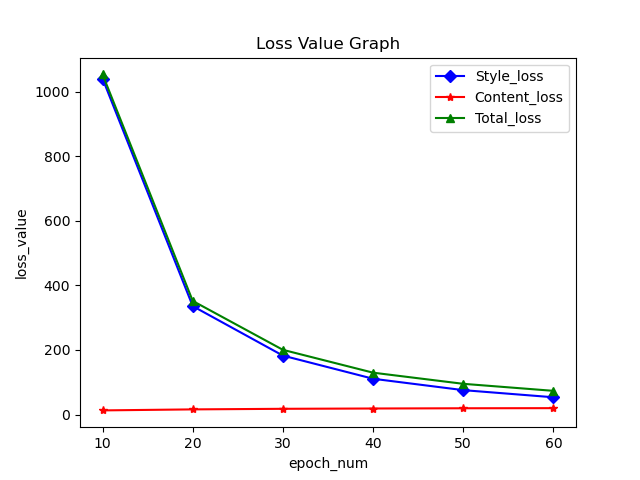 Loss Value Graph
Style_loss
Content_loss
Total_loss
1000
800
600
400
200
0
loss_value
10 20 30 40 50 60
epoch_num